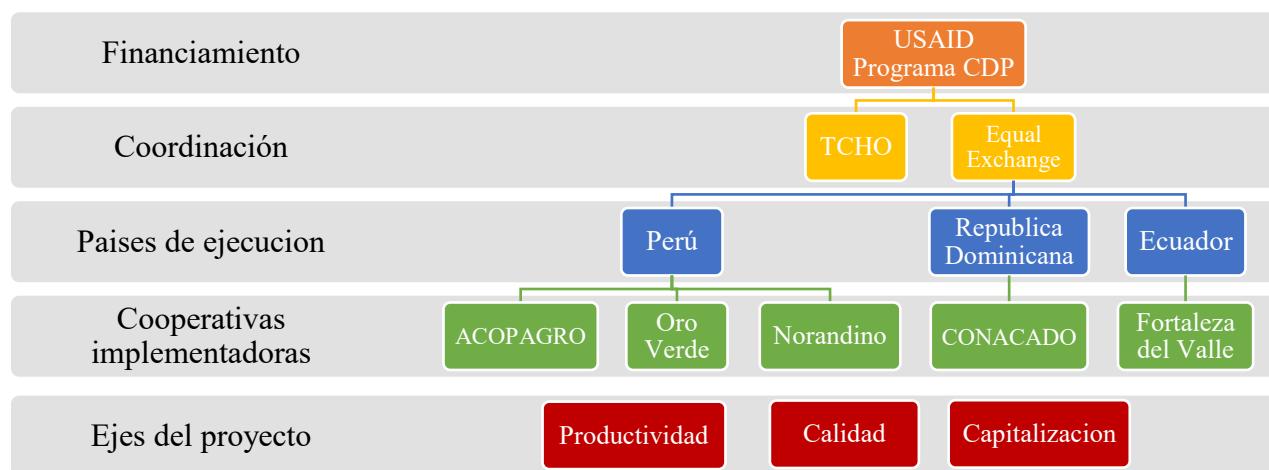 Financiamiento
USAID
Programa CDP
Coordinación
TCHO
Equal
Exchange
Paises de ejecucion
Perú
Republica
Dominicana
Ecuador
Cooperativas
implementadoras
ACOPAGRO
Oro
Verde
Norandino
CONACADO
Fortaleza
del Valle
Ejes del proyecto
Productividad
Calidad
Capitalizacion